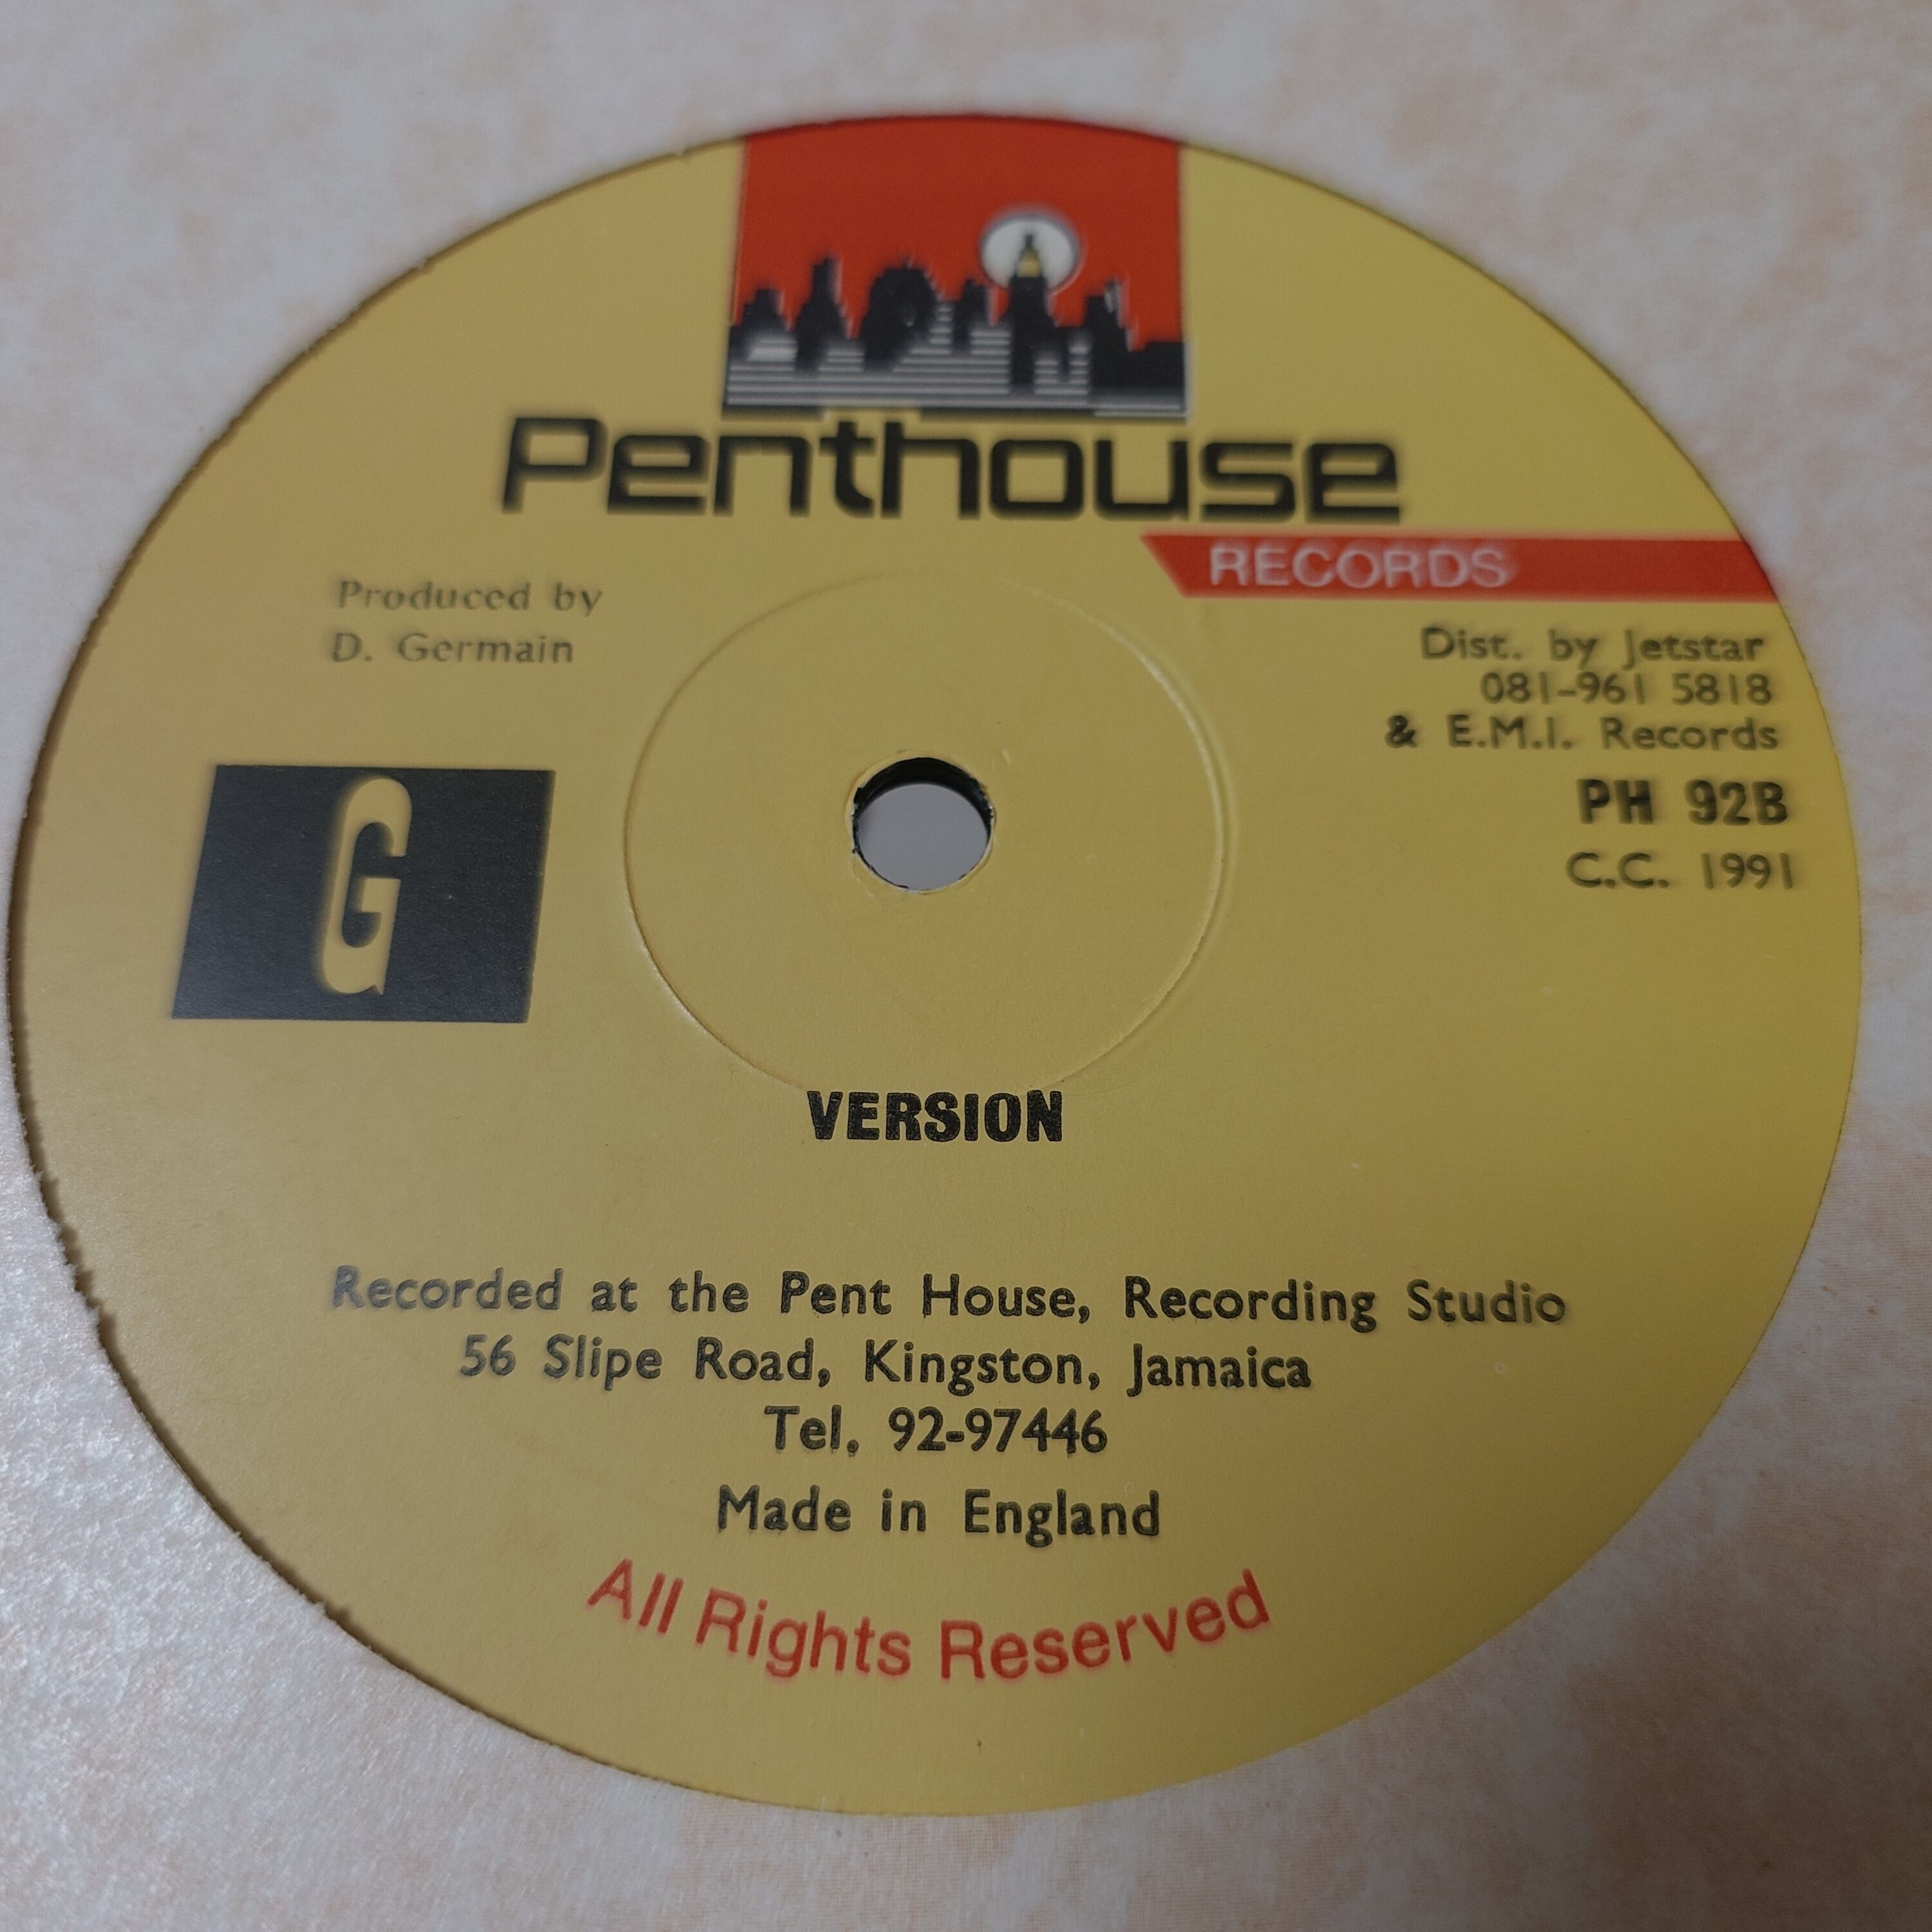 Penthouse
RECORDS
Produced by
D. Germain
Dist. by Jetstar
081-961 5818
& E.M.I. Records
PH 92B
C.C. 1991
G
VERSION
Recorded at the Pent House, Recording Studio
56 Slipe Road, Kingston, Jamaica
Tel. 92-97446
Made in England
All Rights Reserved